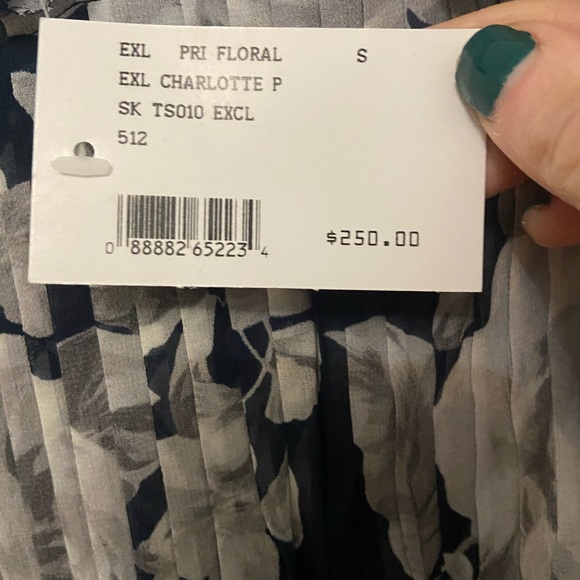 EXL PRI FLORAL S
EXL CHARLOTTE P
SK TS010 EXCL
512
0 88882 65223 4
$250.00